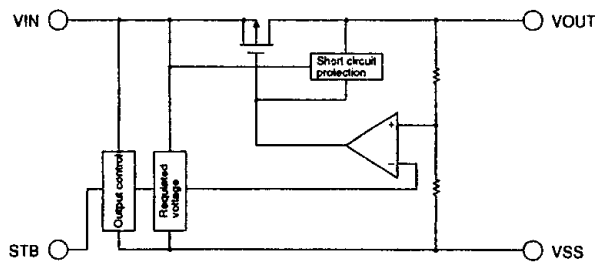 VIN
VOUT
Short circuit
protection
+
−
Output control
Regulated
voltage
STB
VSS